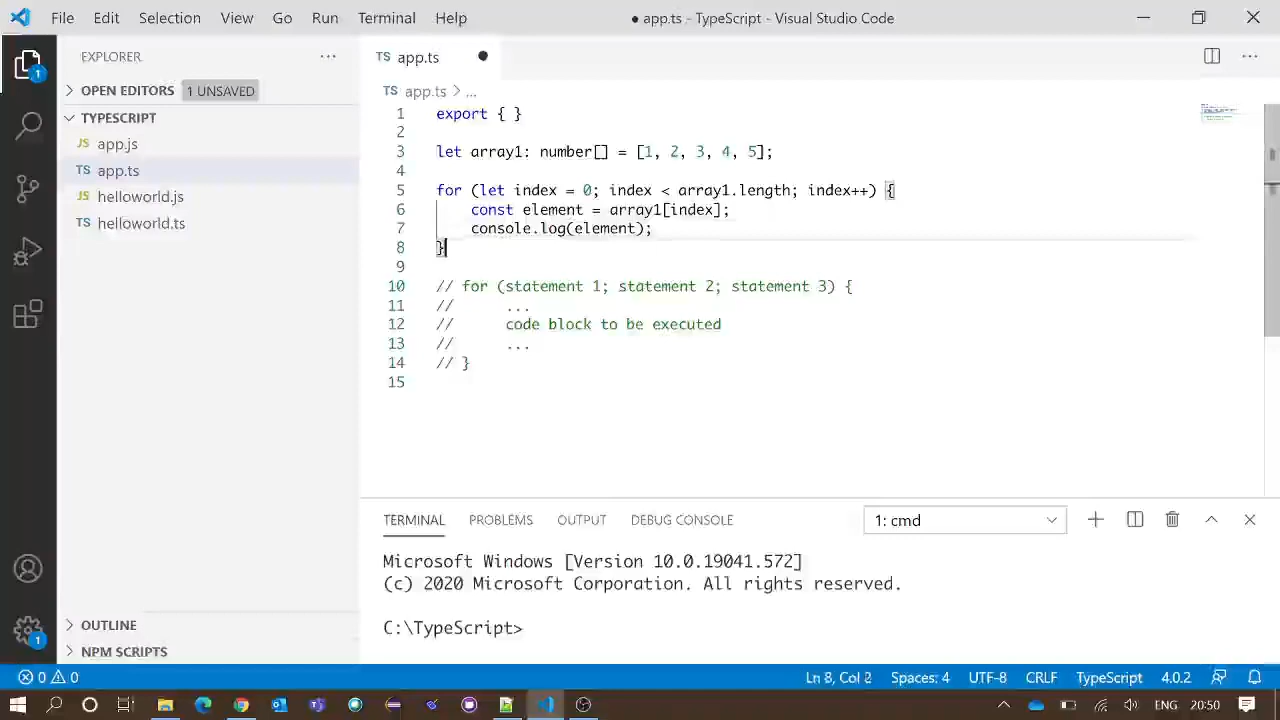 File Edit Selection View Go Run Terminal Help ● app.ts - TypeScript - Visual Studio Code
EXPLORER ...
OPEN EDITORS 1 UNSAVED
TYPESCRIPT
JS app.js
TS app.ts
JS helloworld.js
TS helloworld.ts
OUTLINE
NPM SCRIPTS
1
1
TS app.ts ●
TS app.ts > ...
1 export { }
2
3 let array1: number[] = [1, 2, 3, 4, 5];
4
5 for (let index = 0; index < array1.length; index++) {
6     const element = array1[index];
7     console.log(element);
8 }
9
10 // for (statement 1; statement 2; statement 3) {
11 //      ...
12 //      code block to be executed
13 //      ...
14 // }
15
TERMINAL PROBLEMS OUTPUT DEBUG CONSOLE 1: cmd
Microsoft Windows [Version 10.0.19041.572]
(c) 2020 Microsoft Corporation. All rights reserved.
C:\TypeScript>
0 0 Ln 8, Col 2 Spaces: 4 UTF-8 CRLF TypeScript 4.0.2
ENG 20:50